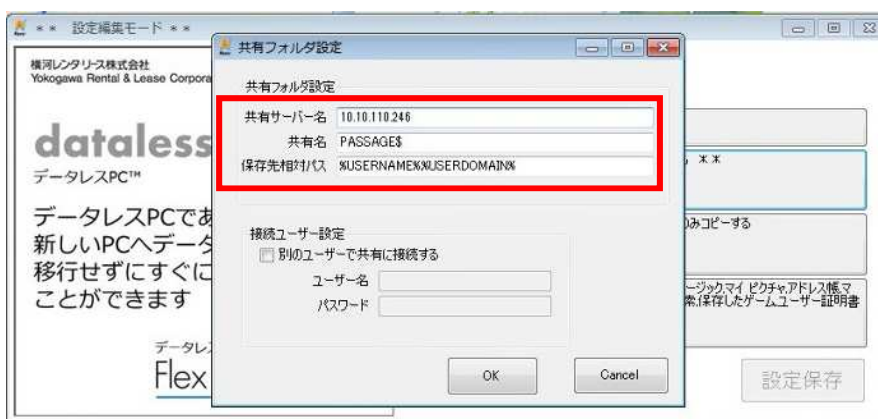 ** 設定編集モード **
共有フォルダ設定
横河レンタリース株式会社
Yokogawa Rental & Lease Corpora
dataless
データレスPC™
データレスPCであ
新しいPCへデータ
移行せずにすぐに
ことができます
データレ
Flex
共有フォルダ設定
共有サーバー名 10.10.110.246
共有名 PASSAGE$
保存先相対パス %USERNAME%%USERDOMAIN%
接続ユーザー設定
別のユーザーで共有に接続する
ユーザー名
パスワード
OK Cancel
**
のみコピーする
ージック,マイ ピクチャ,アドレス帳,マ
索,保存したゲーム,ユーザー証明書
設定保存